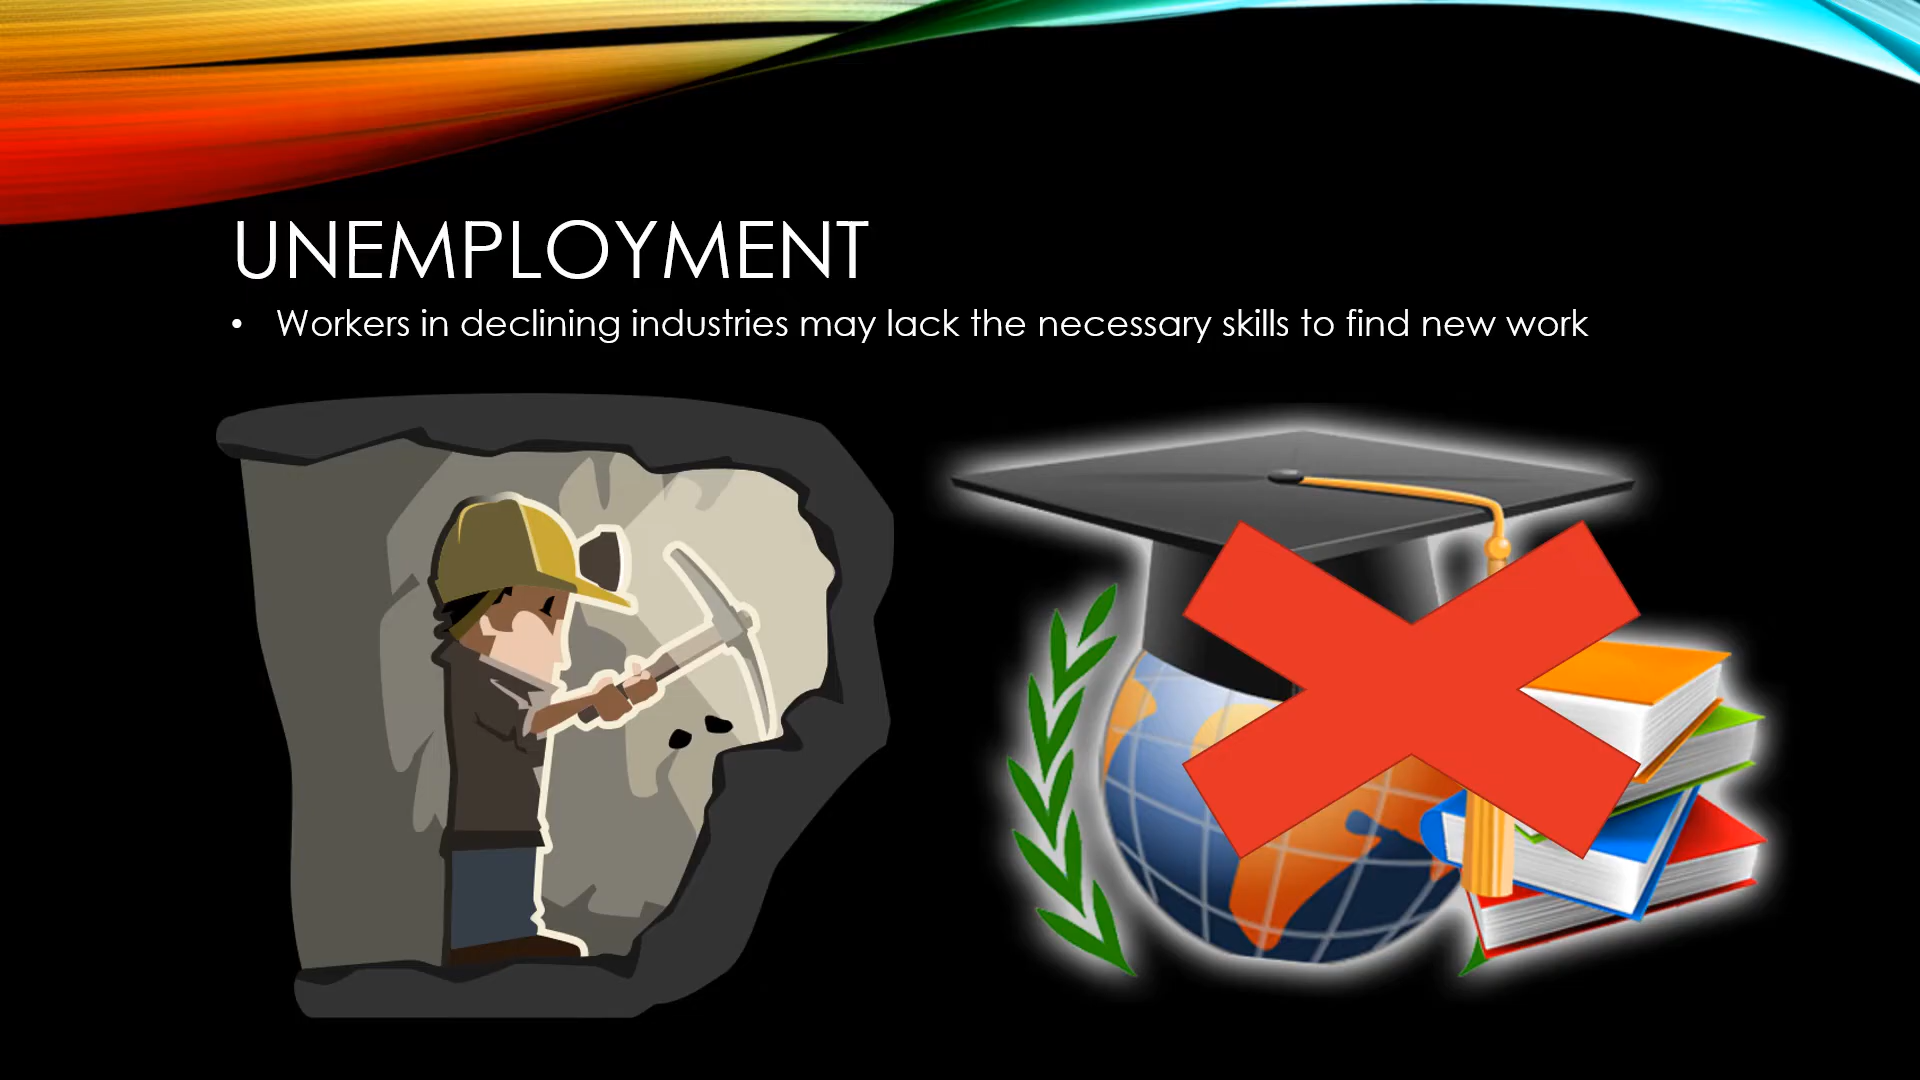 UNEMPLOYMENT
• Workers in declining industries may lack the necessary skills to find new work